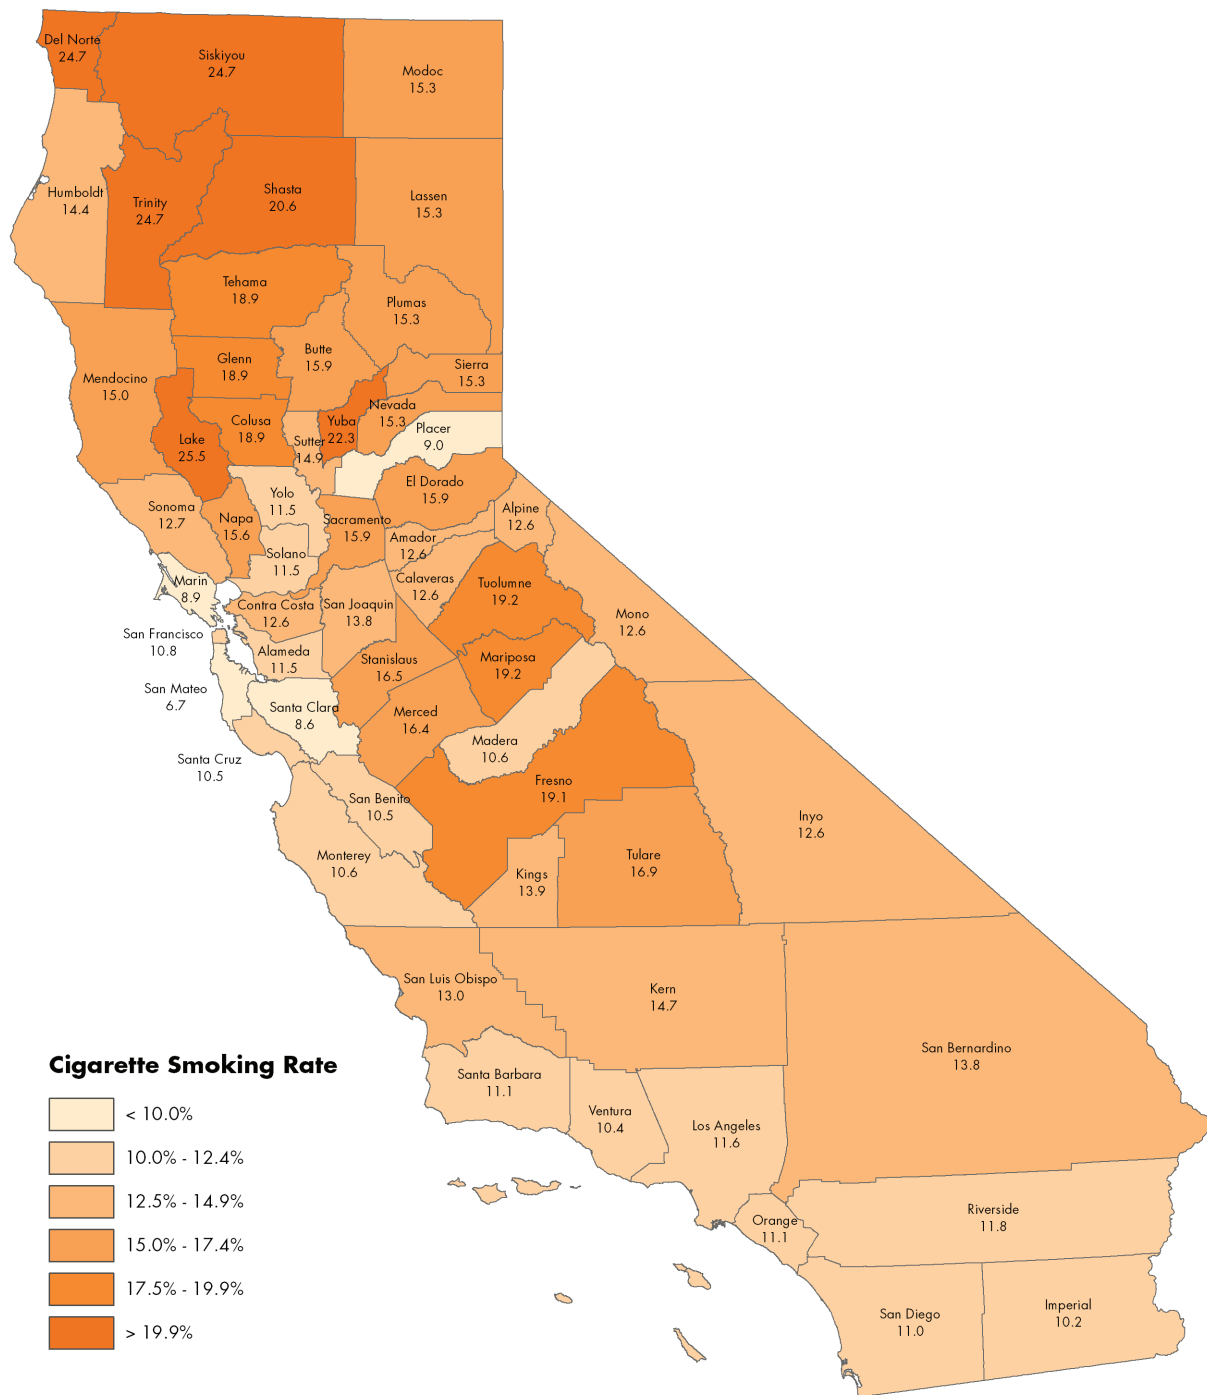 Del Norte
24.7
Siskiyou
24.7
Modoc
15.3
Humboldt
14.4
Trinity
24.7
Shasta
20.6
Lassen
15.3
Tehama
18.9
Plumas
15.3
Mendocino
15.0
Glenn
18.9
Butte
15.9
Sierra
15.3
Lake
25.5
Colusa
18.9
Sutter
14.9
Yuba
22.3
Nevada
15.3
Placer
9.0
Sonoma
12.7
Napa
15.6
Yolo
11.5
Sacramento
15.9
El Dorado
15.9
Alpine
12.6
Solano
11.5
Amador
12.6
Calaveras
12.6
Tuolumne
19.2
Mono
12.6
Marin
8.9
Contra Costa
12.6
San Joaquin
13.8
San Francisco
10.8
Alameda
11.5
Stanislaus
16.5
Mariposa
19.2
San Mateo
6.7
Santa Clara
8.6
Merced
16.4
Madera
10.6
Santa Cruz
10.5
San Benito
10.5
Fresno
19.1
Inyo
12.6
Monterey
10.6
Kings
13.9
Tulare
16.9
San Luis Obispo
13.0
Kern
14.7
San Bernardino
13.8
Santa Barbara
11.1
Ventura
10.4
Los Angeles
11.6
Orange
11.1
Riverside
11.8
San Diego
11.0
Imperial
10.2
Cigarette Smoking Rate
< 10.0%
10.0% - 12.4%
12.5% - 14.9%
15.0% - 17.4%
17.5% - 19.9%
> 19.9%